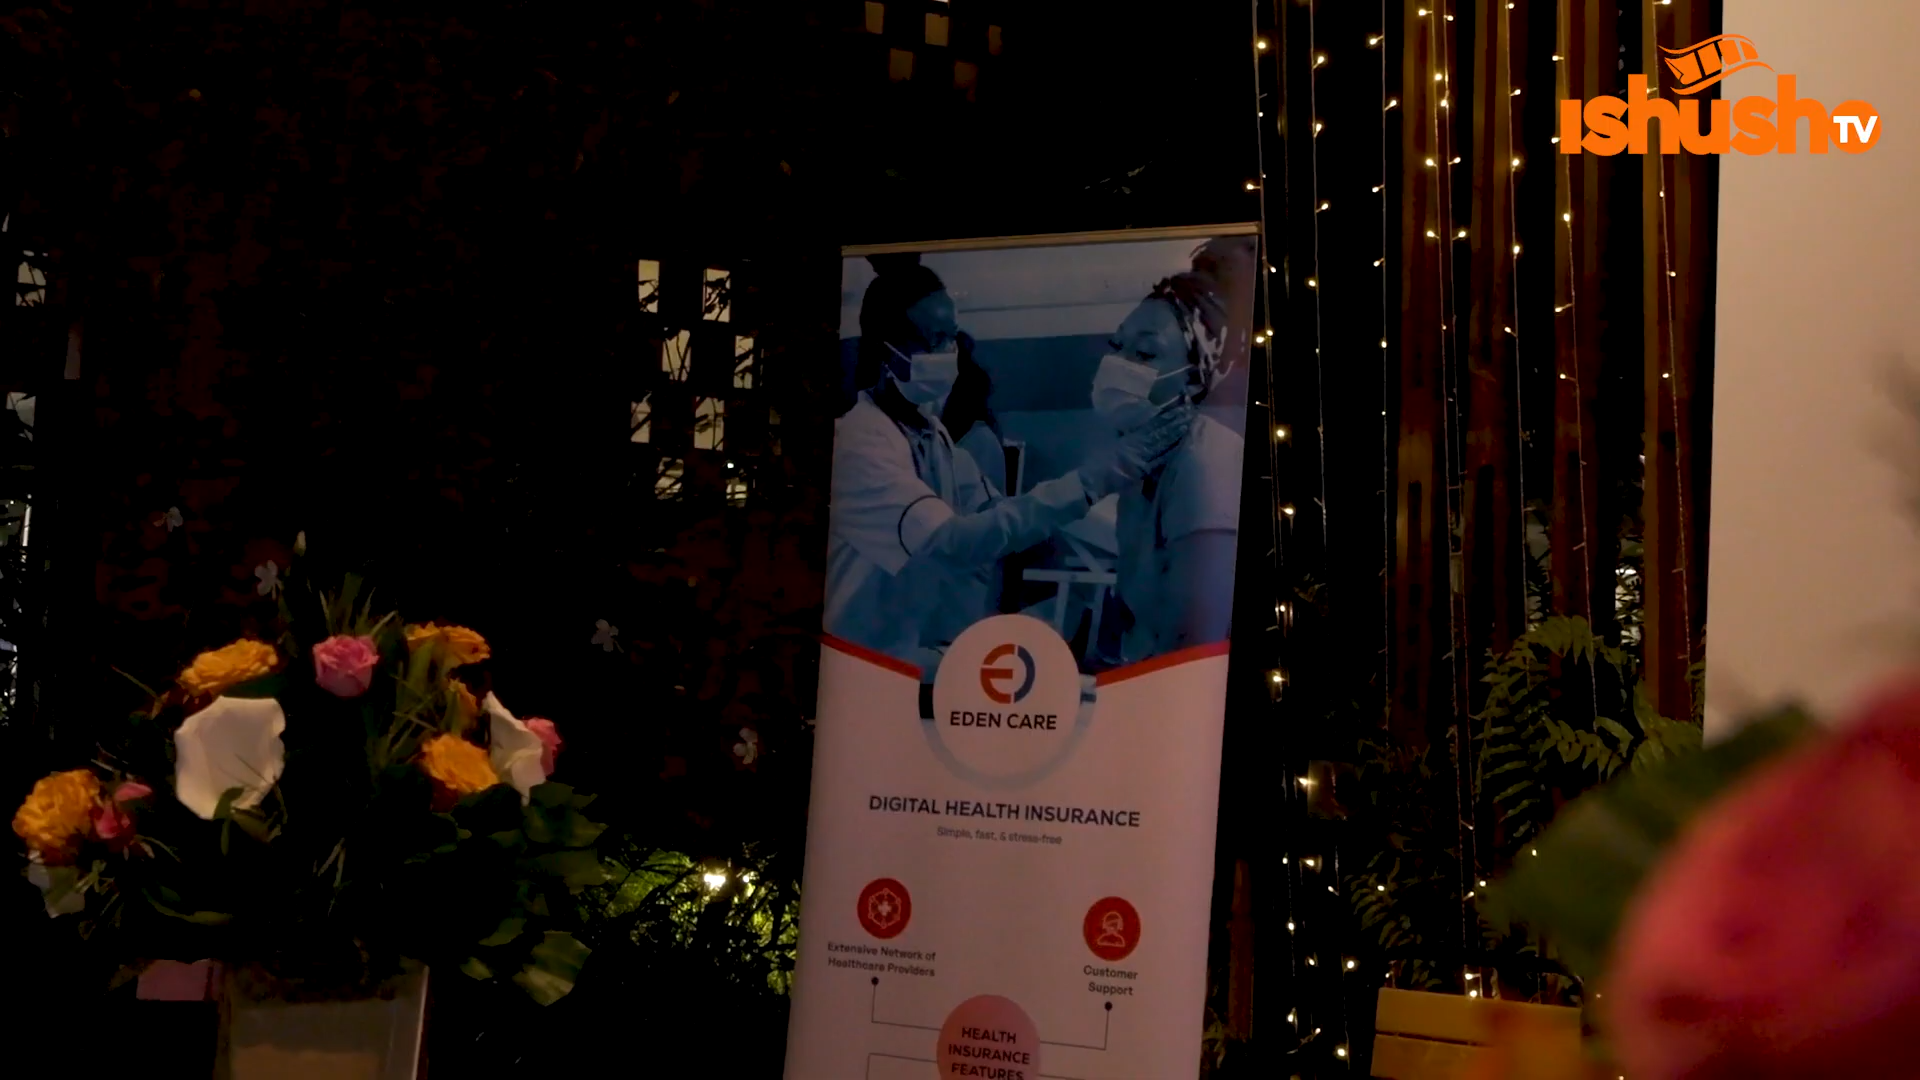 ishusho TV
EDEN CARE
DIGITAL HEALTH INSURANCE
Simple, fast, & stress-free
Extensive Network of
Healthcare Providers
Customer
Support
HEALTH
INSURANCE
FEATURES